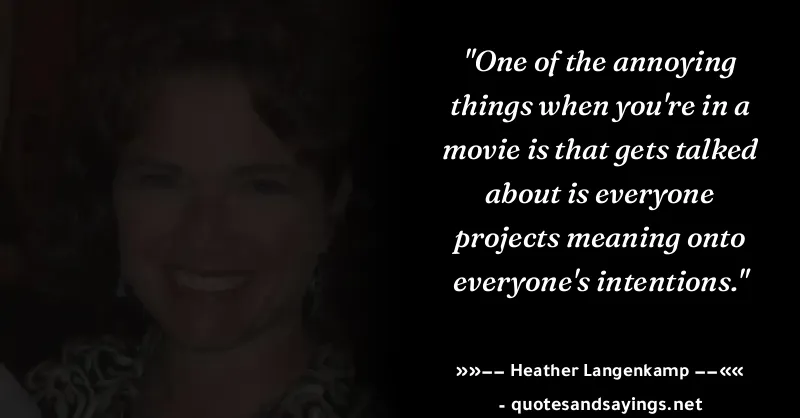 "One of the annoying
things when you're in a
movie is that gets talked
about is everyone
projects meaning onto
everyone's intentions."
»»–– Heather Langenkamp ––««
- quotesandsayings.net